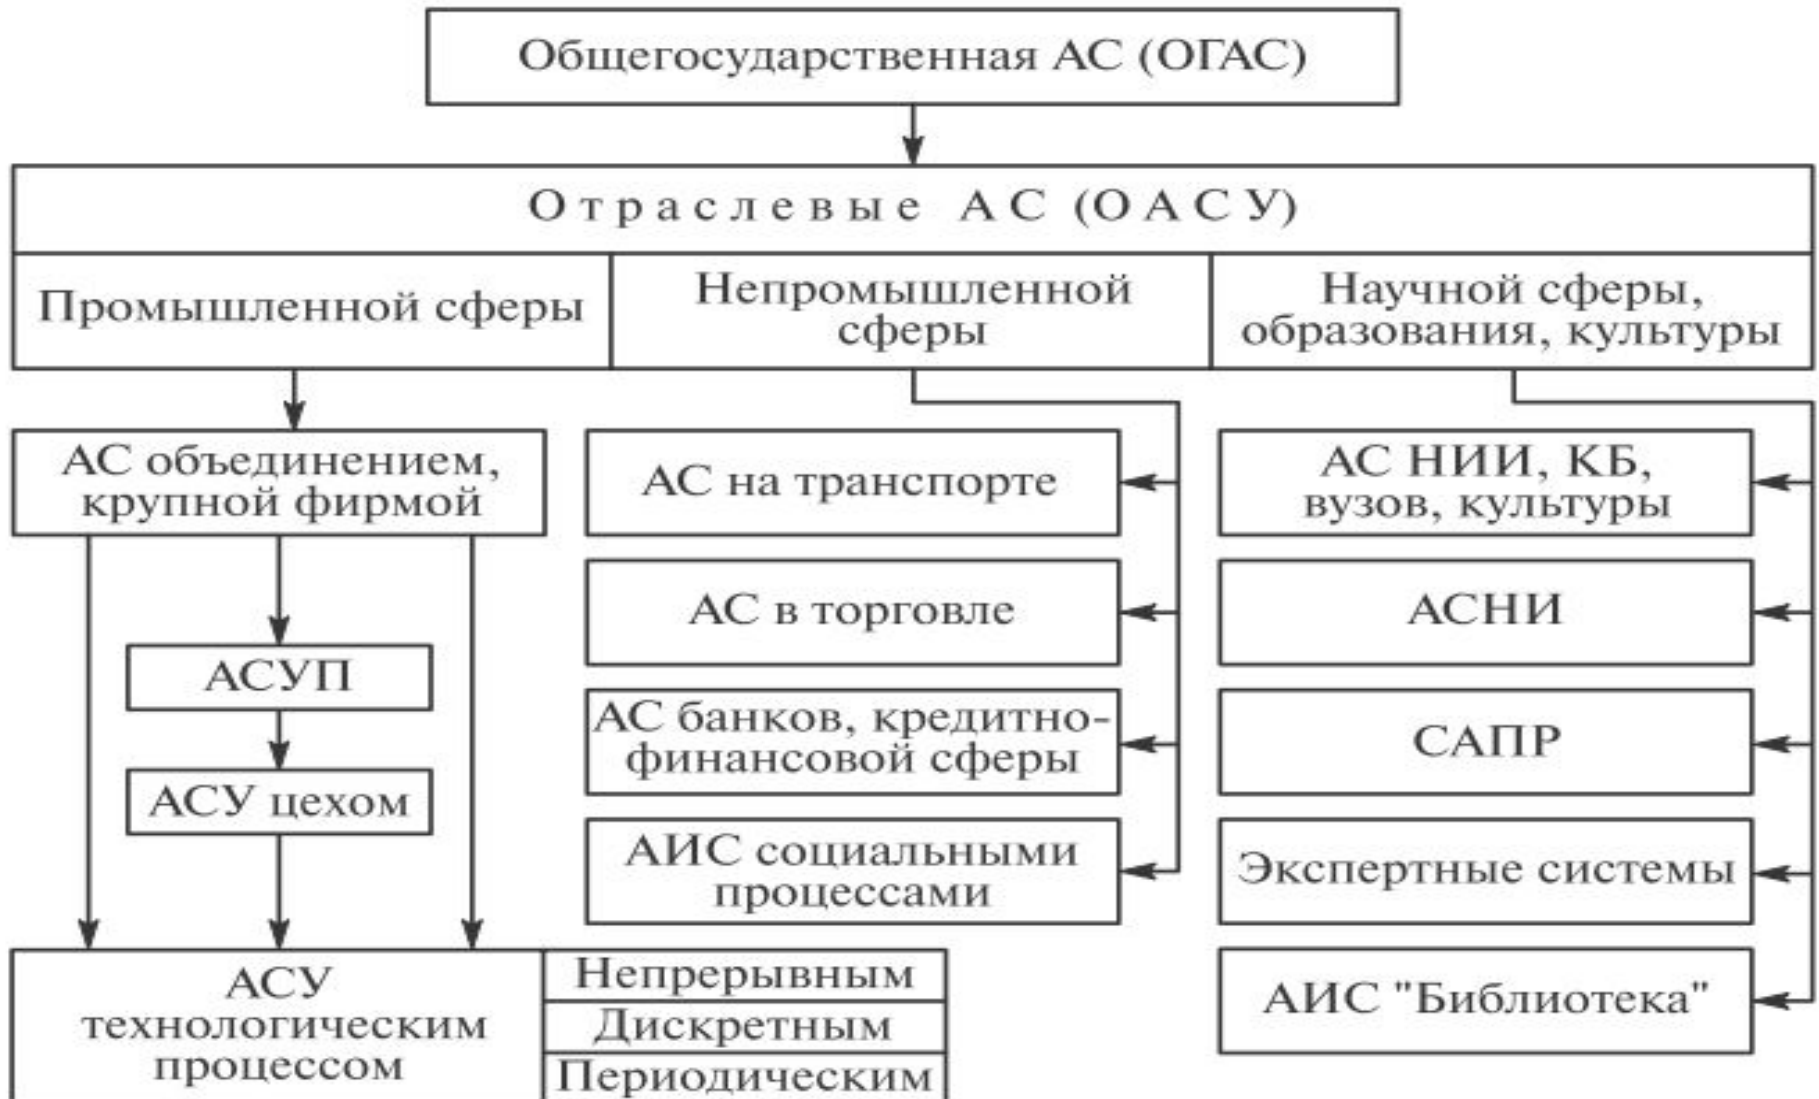 Общегосударственная АС (ОГАС)
Отраслевые АС (ОАСУ)
Промышленной сферы
Непромышленной
сферы
Научной сферы,
образования, культуры
АС объединением,
крупной фирмой
АСУП
АСУ цехом
АСУ
технологическим
процессом
Непрерывным
Дискретным
Периодическим
АС на транспорте
АС в торговле
АС банков, кредитно-
финансовой сферы
АИС социальными
процессами
АС НИИ, КБ,
вузов, культуры
АСНИ
САПР
Экспертные системы
АИС "Библиотека"